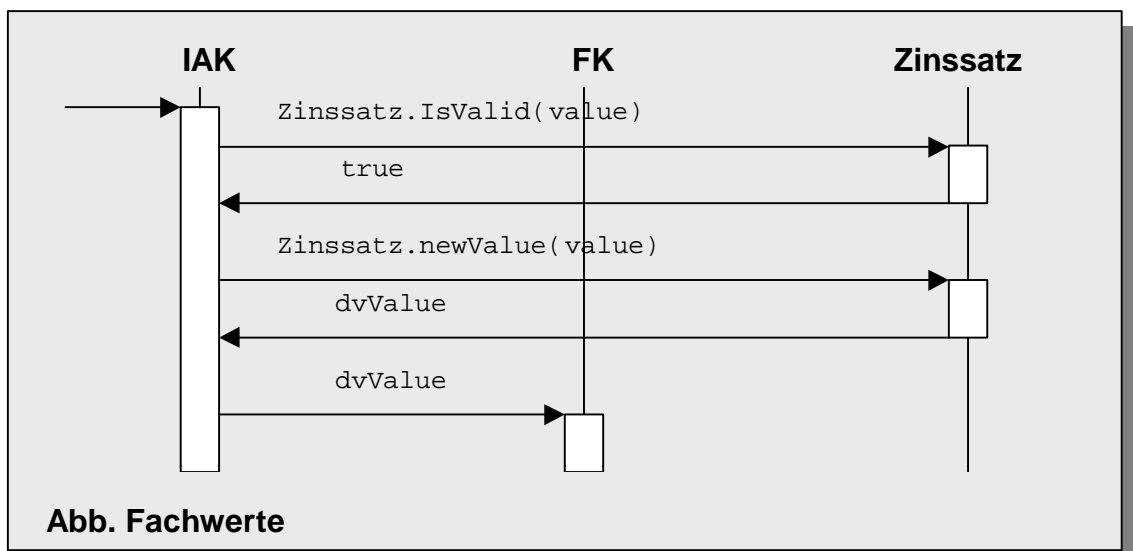 IAK FK Zinssatz
Zinssatz.IsValid(value)
true
Zinssatz.newValue(value)
dvValue
dvValue
Abb. Fachwerte